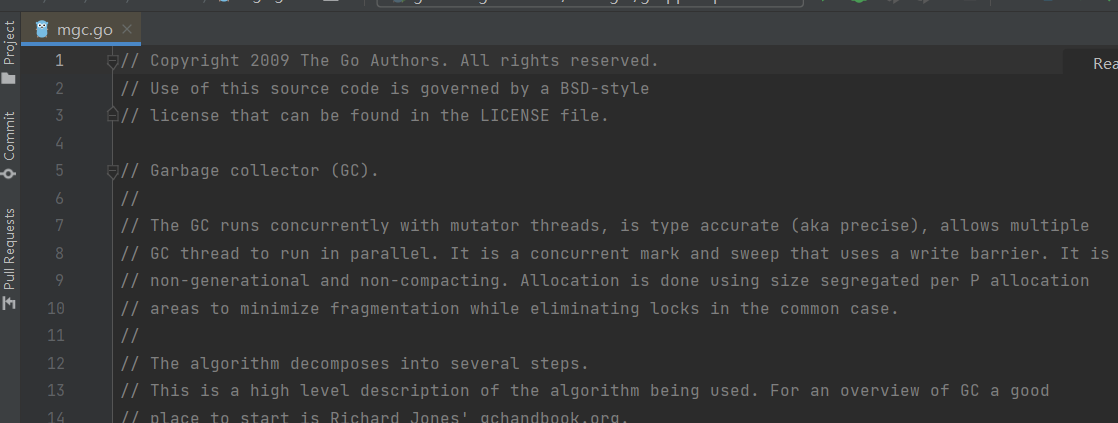 mgc.go
Project
Commit
Pull Requests
Rea
1 // Copyright 2009 The Go Authors. All rights reserved.
2 // Use of this source code is governed by a BSD-style
3 // license that can be found in the LICENSE file.
4
5 // Garbage collector (GC).
6 //
7 // The GC runs concurrently with mutator threads, is type accurate (aka precise), allows multiple
8 // GC thread to run in parallel. It is a concurrent mark and sweep that uses a write barrier. It is
9 // non-generational and non-compacting. Allocation is done using size segregated per P allocation
10 // areas to minimize fragmentation while eliminating locks in the common case.
11 //
12 // The algorithm decomposes into several steps.
13 // This is a high level description of the algorithm being used. For an overview of GC a good
14 // place to start is Richard Jones' gchandbook.org.